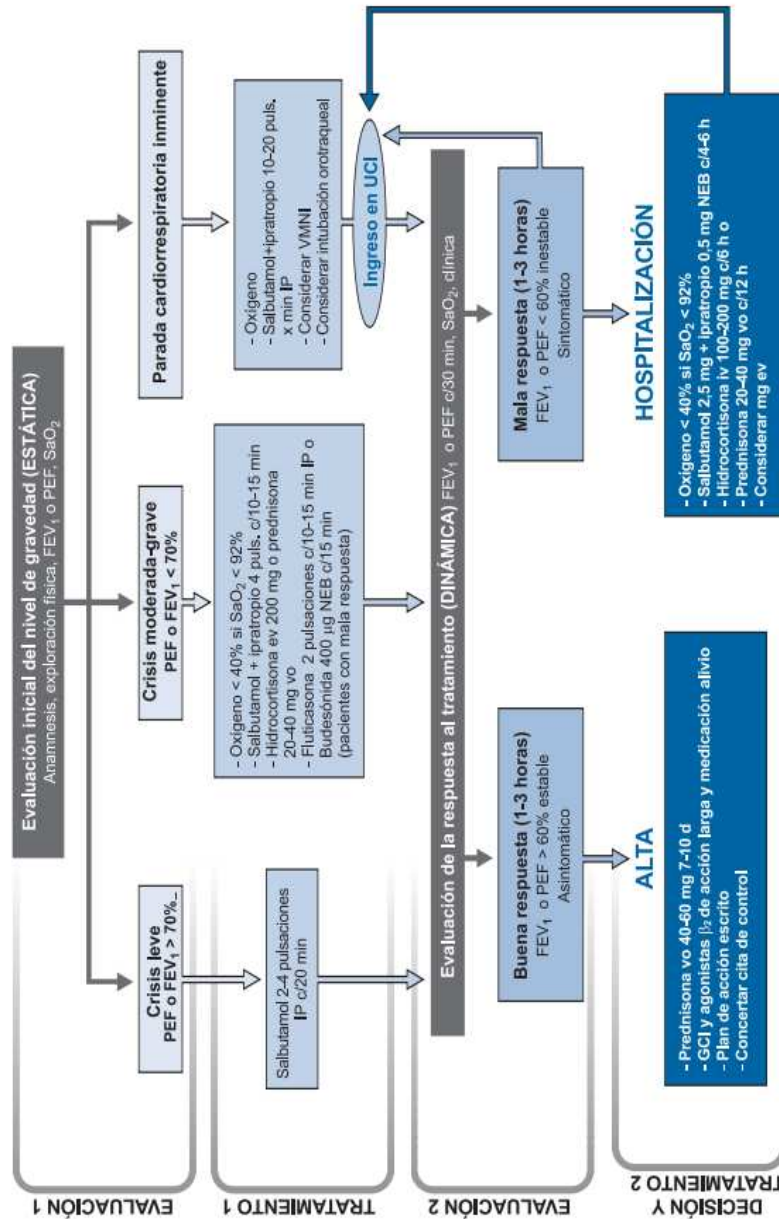 EVALUACIÓN 1
Evaluación inicial del nivel de gravedad (ESTÁTICA)
Anamnesis, exploración física, FEV₁ o PEF, SaO₂
Crisis leve
PEF o FEV₁ > 70%
Crisis moderada-grave
PEF o FEV₁ < 70%
Parada cardiorrespiratoria inminente
TRATAMIENTO 1
Salbutamol 2-4 pulsaciones
IP c/20 min
- Oxígeno < 40% si SaO₂ < 92%
- Salbutamol + ipratropio 4 puls. c/10-15 min
- Hidrocortisona ev 200 mg o prednisona
20-40 mg vo
- Fluticasona 2 pulsaciones c/10-15 min IP o
Budesónida 400 µg NEB c/15 min
(pacientes con mala respuesta)
- Oxígeno
- Salbutamol+ipratropio 10-20 puls.
x min IP
- Considerar VMNI
- Considerar intubación orotraqueal
Ingreso en UCI
EVALUACIÓN 2
Evaluación de la respuesta al tratamiento (DINÁMICA) FEV₁ o PEF c/30 min, SaO₂, clínica
Buena respuesta (1-3 horas)
FEV₁ o PEF > 60% estable
Asintomático
Mala respuesta (1-3 horas)
FEV₁ o PEF < 60% inestable
Sintomático
DECISIÓN Y
TRATAMIENTO 2
ALTA
- Prednisona vo 40-60 mg 7-10 d
- GCI y agonistas β₂ de acción larga y medicación alivio
- Plan de acción escrito
- Concertar cita de control
HOSPITALIZACIÓN
- Oxígeno < 40% si SaO₂ < 92%
- Salbutamol 2,5 mg + ipratropio 0,5 mg NEB c/4-6 h
- Hidrocortisona iv 100-200 mg c/6 h o
- Prednisona 20-40 mg vo c/12 h
- Considerar mg ev